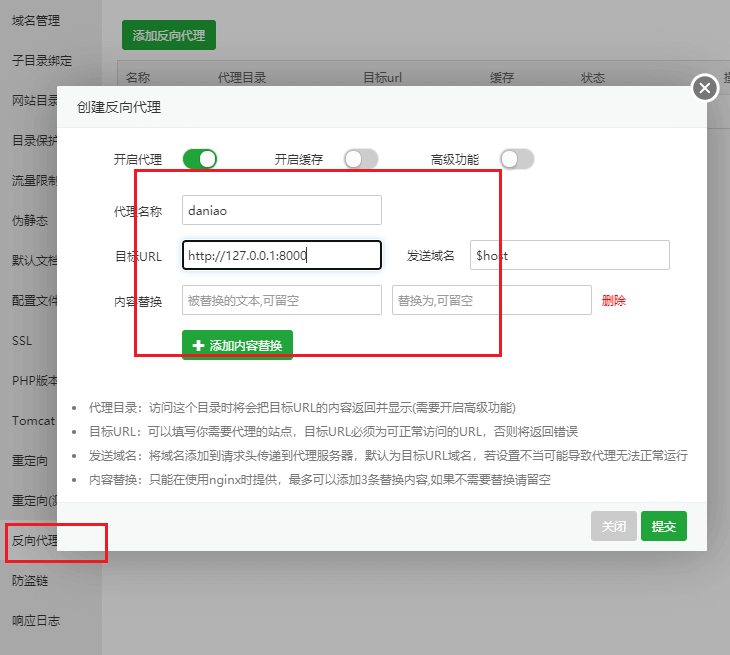 域名管理
子目录绑定
网站目录
目录保护
流量限制
伪静态
默认文档
配置文件
SSL
PHP版本
Tomcat
重定向
重定向(测
反向代理
防盗链
响应日志
添加反向代理
名称 代理目录 目标url 缓存 状态
创建反向代理
开启代理 开启缓存 高级功能
代理名称 daniao
目标URL http://127.0.0.1:8000 发送域名 $host
内容替换 被替换的文本,可留空 替换为,可留空 删除
添加内容替换
代理目录：访问这个目录时将会把目标URL的内容返回并显示(需要开启高级功能)
目标URL：可以填写你需要代理的站点，目标URL必须为可正常访问的URL，否则将返回错误
发送域名：将域名添加到请求头传递到代理服务器，默认为目标URL域名，若设置不当可能导致代理无法正常运行
内容替换：只能在使用nginx时提供，最多可以添加3条替换内容,如果不需要替换请留空
关闭 提交